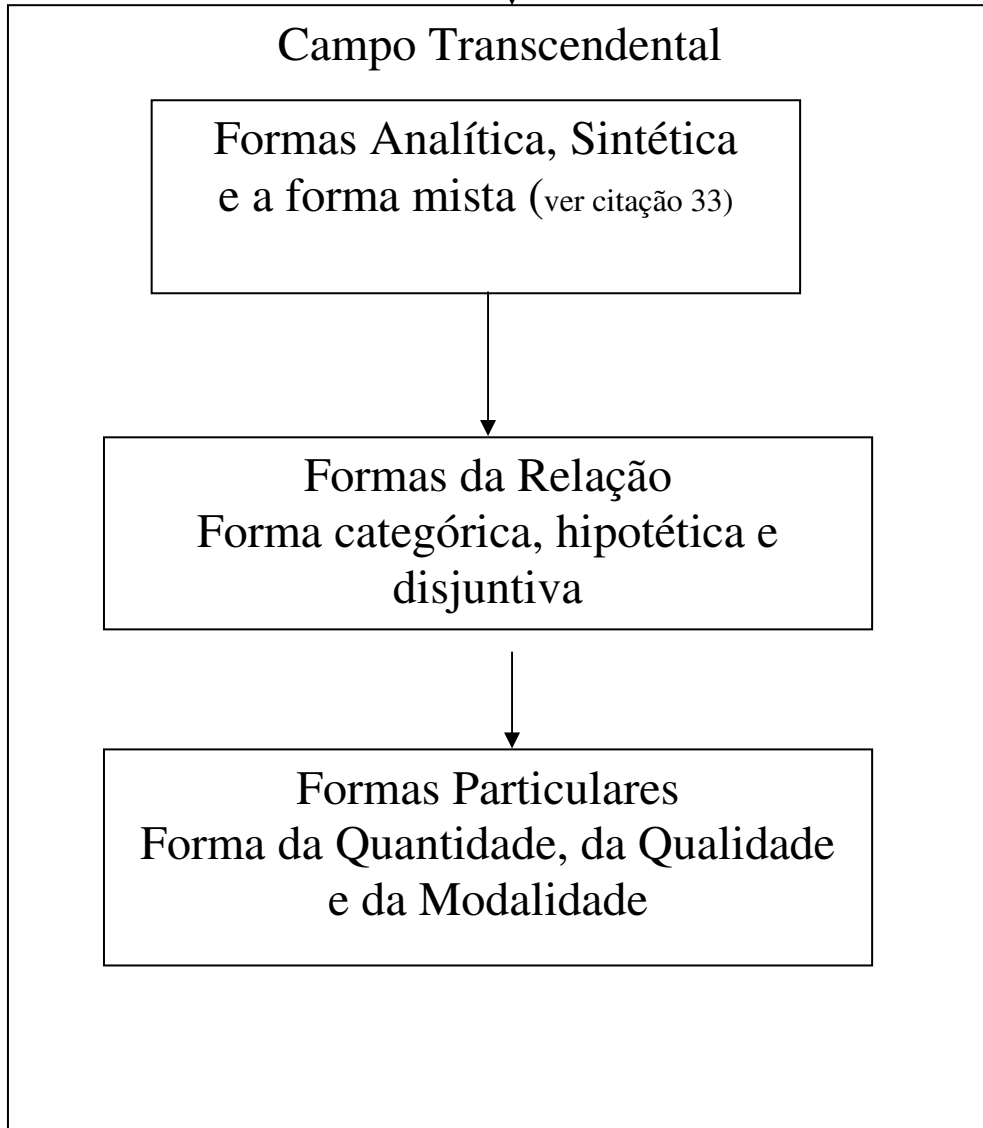 Campo Transcendental
Formas Analítica, Sintética
e a forma mista (ver citação 33)
Formas da Relação
Forma categórica, hipotética e
disjuntiva
Formas Particulares
Forma da Quantidade, da Qualidade
e da Modalidade